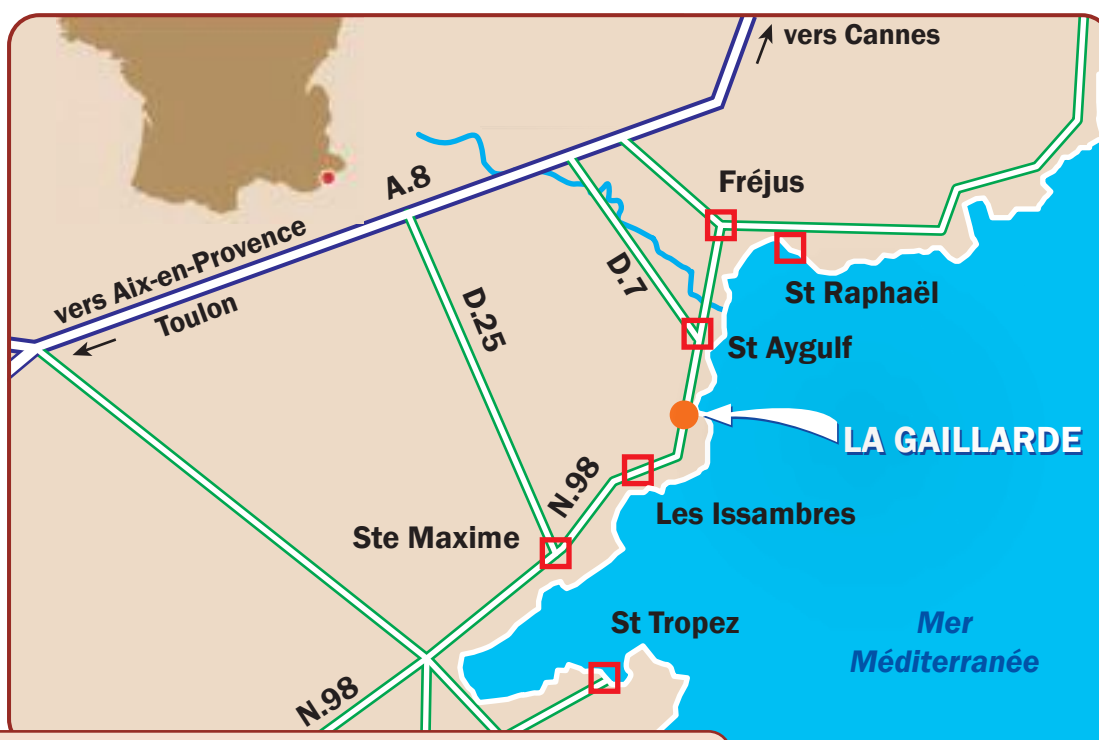 vers Cannes
A.8
Fréjus
vers Aix-en-Provence
Toulon
D.7
St Raphaël
D.25
St Aygulf
LA GAILLARDE
N.98
Les Issambres
Ste Maxime
St Tropez
Mer
Méditerranée
N.98